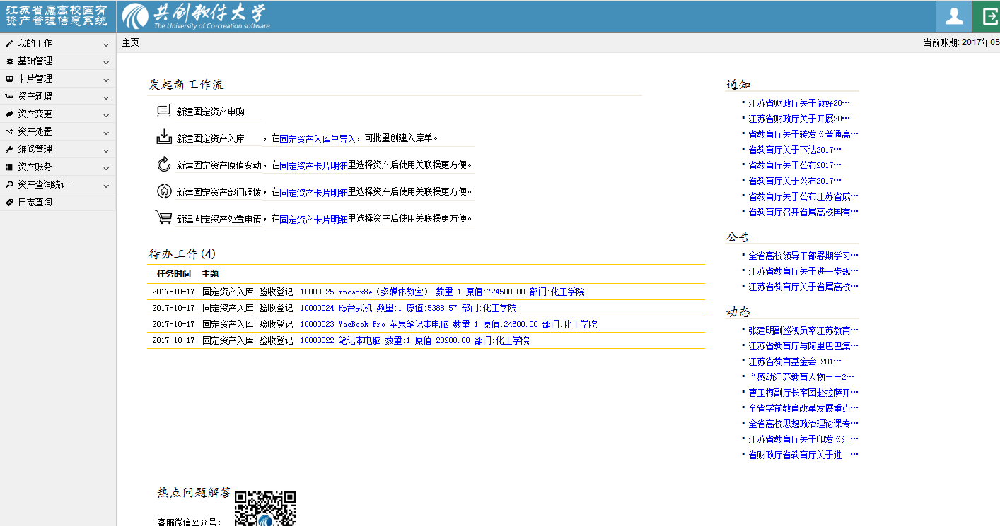 江苏省属高校国有
资产管理信息系统
共创软件大学
The University of Co-creation software
我的工作
基础管理
卡片管理
资产新增
资产变更
资产处置
维修管理
资产账务
资产查询统计
日志查询
主页
当前账期: 2017年05
发起新工作流
新建固定资产申购
新建固定资产入库 ，在固定资产入库单导入，可批量创建入库单。
新建固定资产原值变动，在固定资产卡片明细里选择资产后使用关联操更方便。
新建固定资产部门调拨，在固定资产卡片明细里选择资产后使用关联操更方便。
新建固定资产处置申请，在固定资产卡片明细里选择资产后使用关联操更方便。
待办工作(4)
任务时间 主题
2017-10-17 固定资产入库 验收登记 10000025 mnca-x8e（多媒体教室） 数量:1 原值:724500.00 部门:化工学院
2017-10-17 固定资产入库 验收登记 10000024 Hp台式机 数量:1 原值:5388.57 部门:化工学院
2017-10-17 固定资产入库 验收登记 10000023 MacBook Pro 苹果笔记本电脑 数量:1 原值:24600.00 部门:化工学院
2017-10-17 固定资产入库 验收登记 10000022 笔记本电脑 数量:1 原值:20200.00 部门:化工学院
热点问题解答
客服微信公众号：
通知
江苏省财政厅关于做好20…
江苏省财政厅关于开展20…
省教育厅关于转发《普通高…
省教育厅关于下达2017…
省教育厅关于公布2017…
省教育厅关于公布2017…
省教育厅关于公布江苏省成…
省教育厅召开省属高校国有…
公告
全省高校领导干部署期学习…
江苏省教育厅关于进一步规…
江苏省教育厅关于省属高校…
动态
张建明副巡视员率江苏教育…
江苏省教育厅与阿里巴巴集…
江苏省教育基金会 201…
“感动江苏教育人物——2…
曹玉梅副厅长率团赴拉萨开…
全省学前教育改革发展重点…
全省高校思想政治理论课专…
江苏省教育厅关于印发《江…
省财政厅省教育厅关于进一…